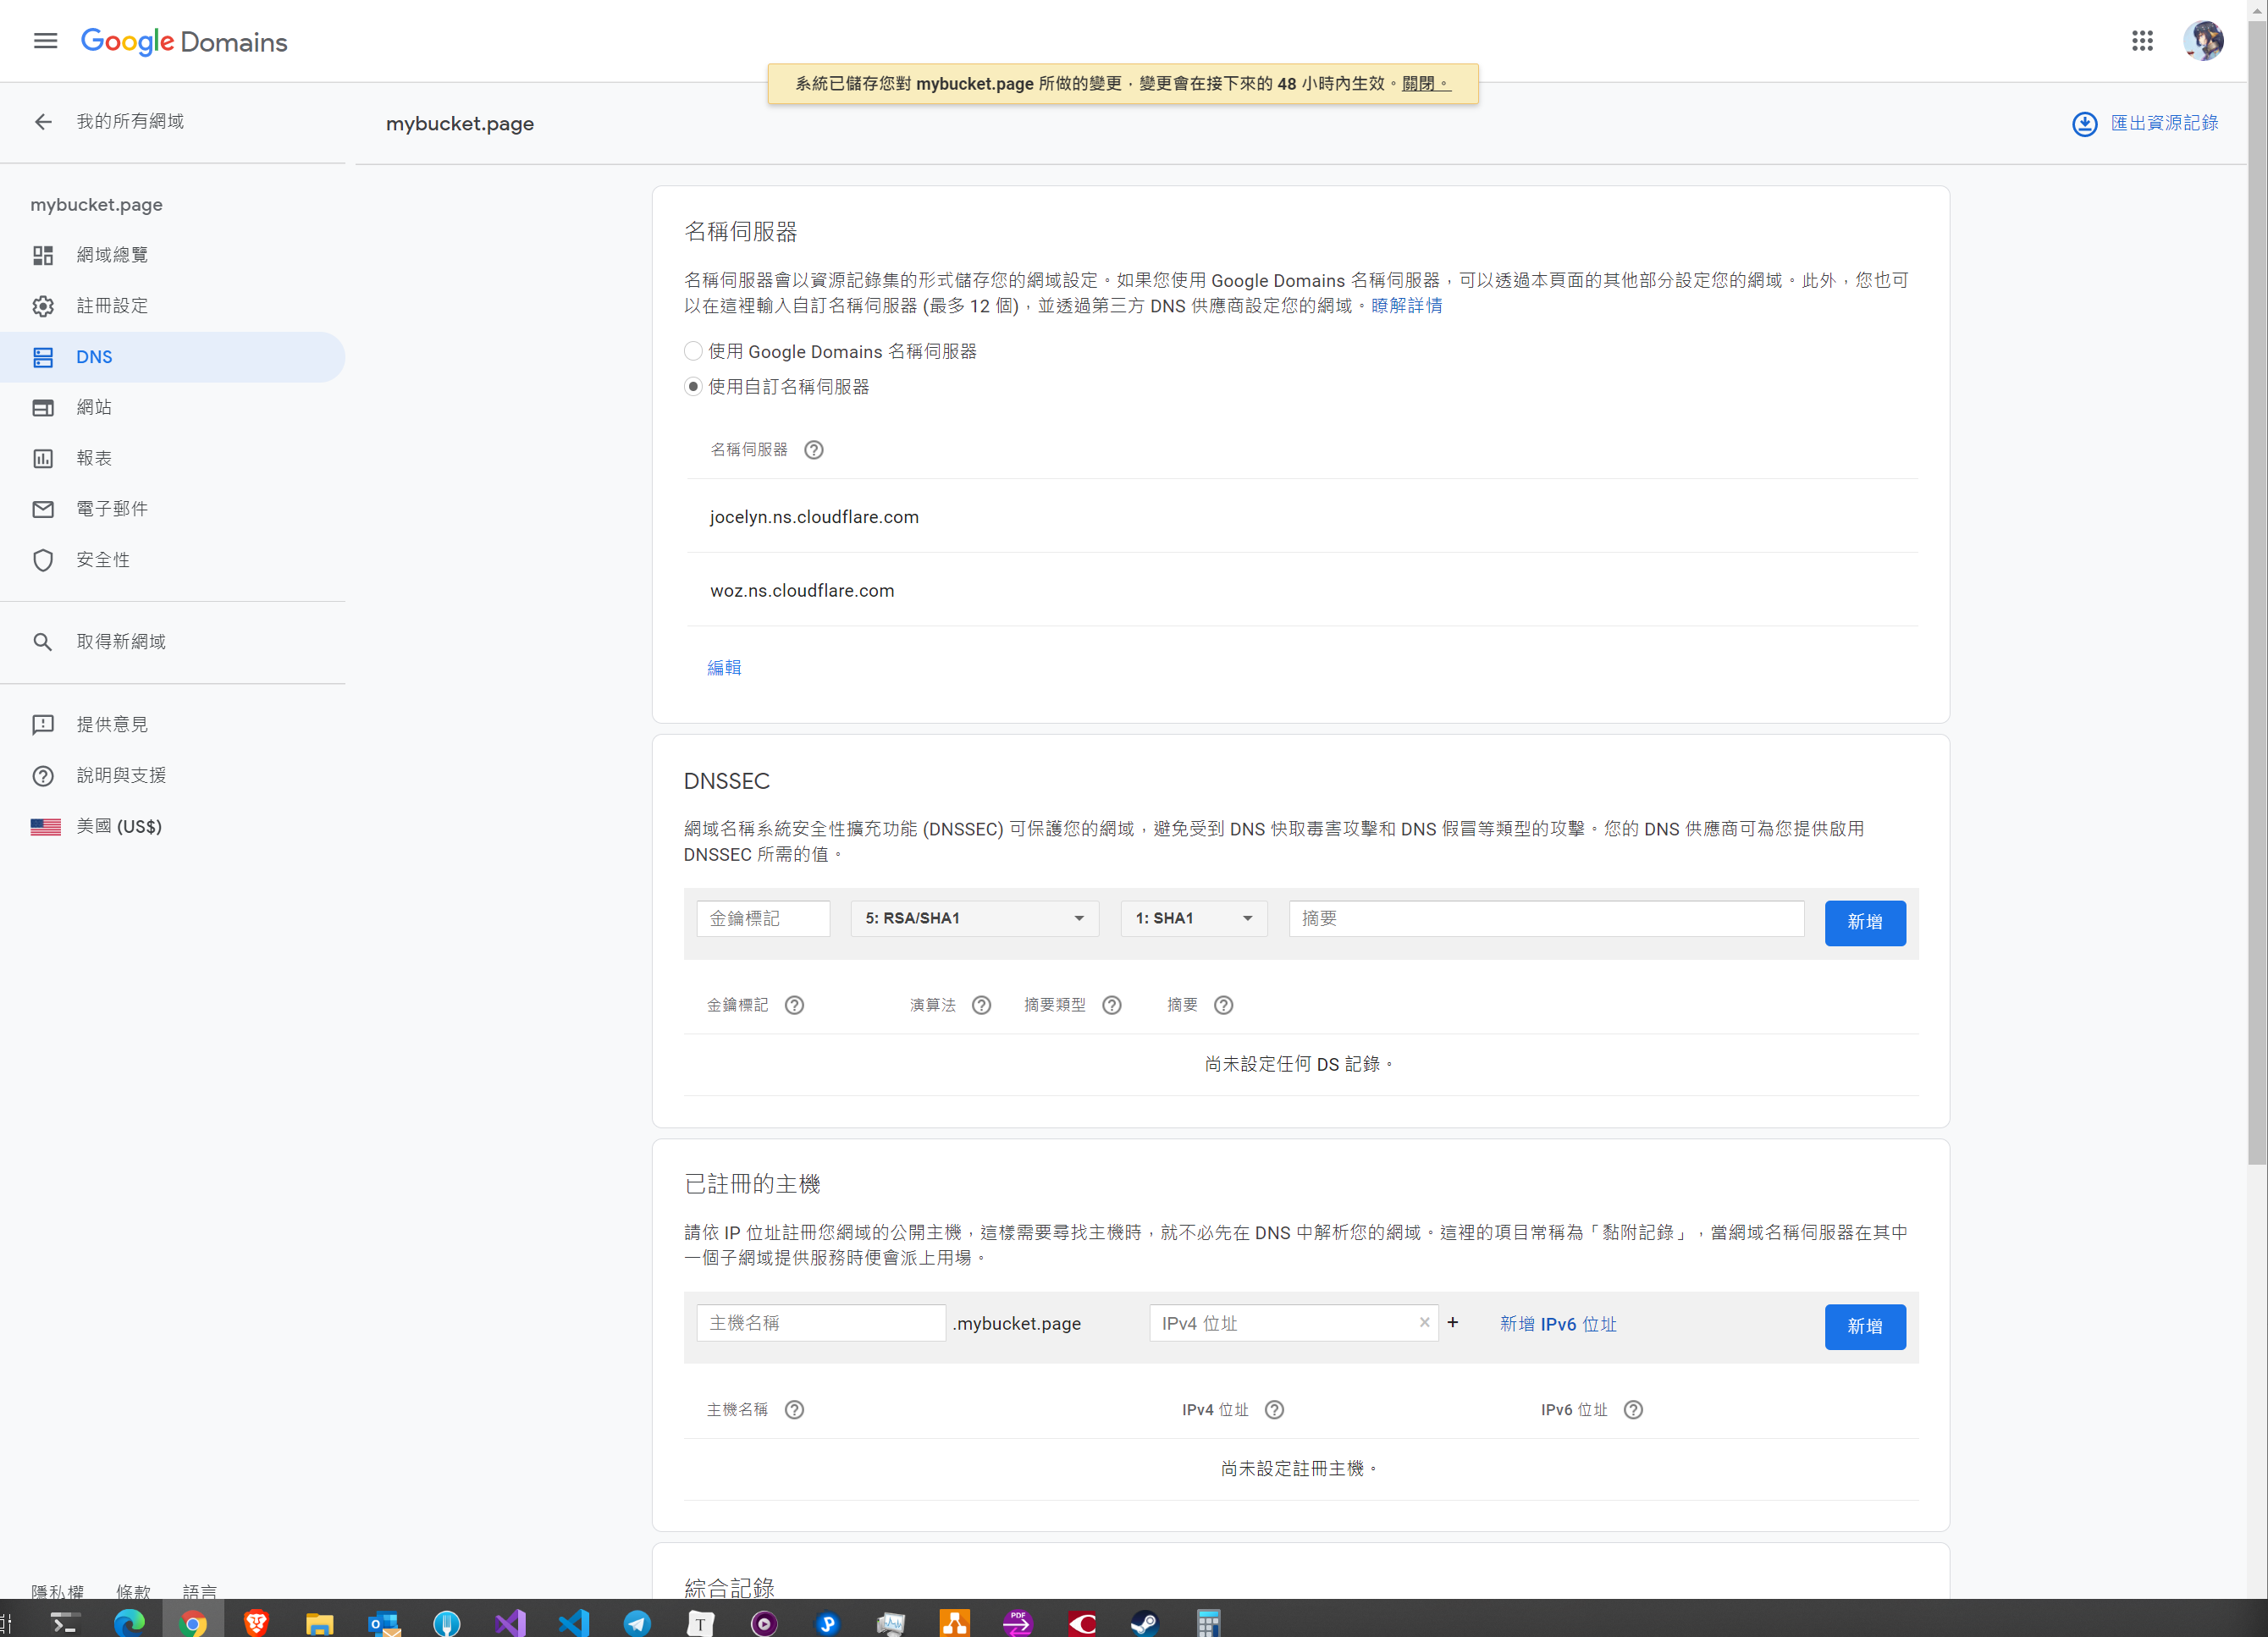 Google Domains
系統已儲存您對 mybucket.page 所做的變更，變更會在接下來的 48 小時內生效。關閉。
我的所有網域
mybucket.page
匯出資源記錄
mybucket.page
網域總覽
註冊設定
DNS
網站
報表
電子郵件
安全性
取得新網域
提供意見
說明與支援
美國 (US$)
隱私權 條款 語言
名稱伺服器
名稱伺服器會以資源記錄集的形式儲存您的網域設定。如果您使用 Google Domains 名稱伺服器，可以透過本頁面的其他部分設定您的網域。此外，您也可
以在這裡輸入自訂名稱伺服器 (最多 12 個)，並透過第三方 DNS 供應商設定您的網域。瞭解詳情
使用 Google Domains 名稱伺服器
使用自訂名稱伺服器
名稱伺服器
jocelyn.ns.cloudflare.com
woz.ns.cloudflare.com
編輯
DNSSEC
網域名稱系統安全性擴充功能 (DNSSEC) 可保護您的網域，避免受到 DNS 快取毒害攻擊和 DNS 假冒等類型的攻擊。您的 DNS 供應商可為您提供啟用
DNSSEC 所需的值。
金鑰標記 5: RSA/SHA1 1: SHA1 摘要 新增
金鑰標記 演算法 摘要類型 摘要
尚未設定任何 DS 記錄。
已註冊的主機
請依 IP 位址註冊您網域的公開主機，這樣需要尋找主機時，就不必先在 DNS 中解析您的網域。這裡的項目常稱為「黏附記錄」，當網域名稱伺服器在其中
一個子網域提供服務時便會派上用場。
主機名稱 .mybucket.page IPv4 位址 × + 新增 IPv6 位址 新增
主機名稱 IPv4 位址 IPv6 位址
尚未設定註冊主機。
綜合記錄
PDF